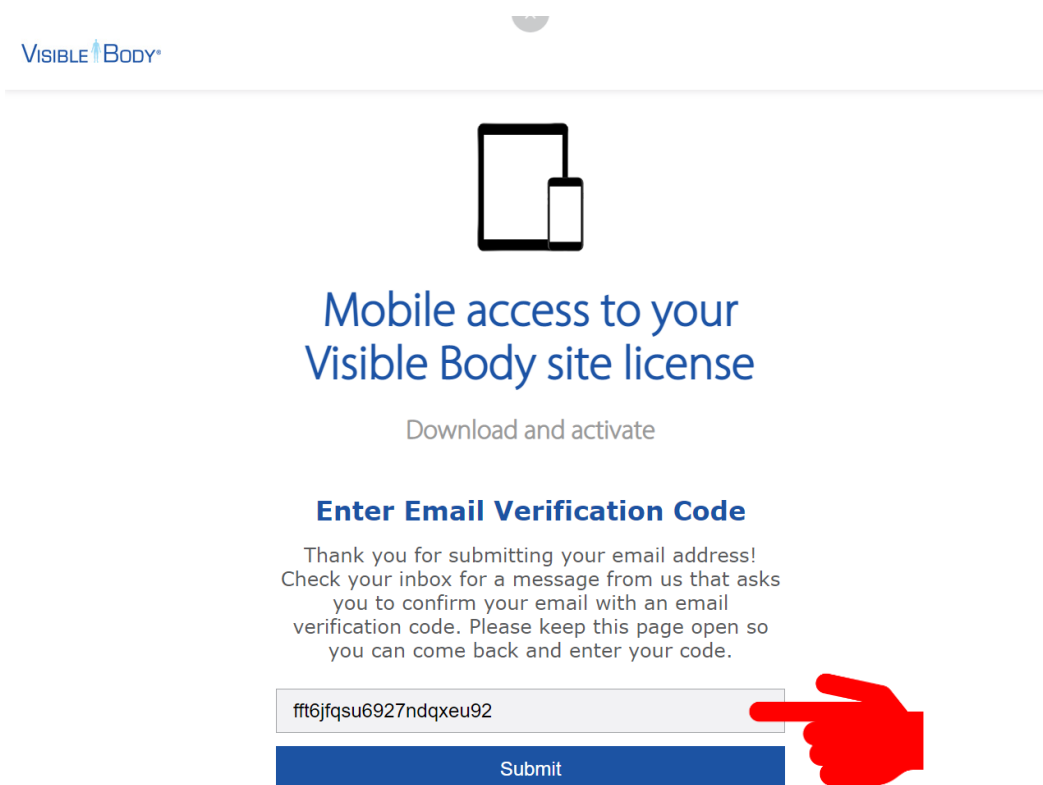 VISIBLE BODY®
Mobile access to your
Visible Body site license
Download and activate
Enter Email Verification Code
Thank you for submitting your email address!
Check your inbox for a message from us that asks
you to confirm your email with an email
verification code. Please keep this page open so
you can come back and enter your code.
fft6jfqsu6927ndqxeu92
Submit